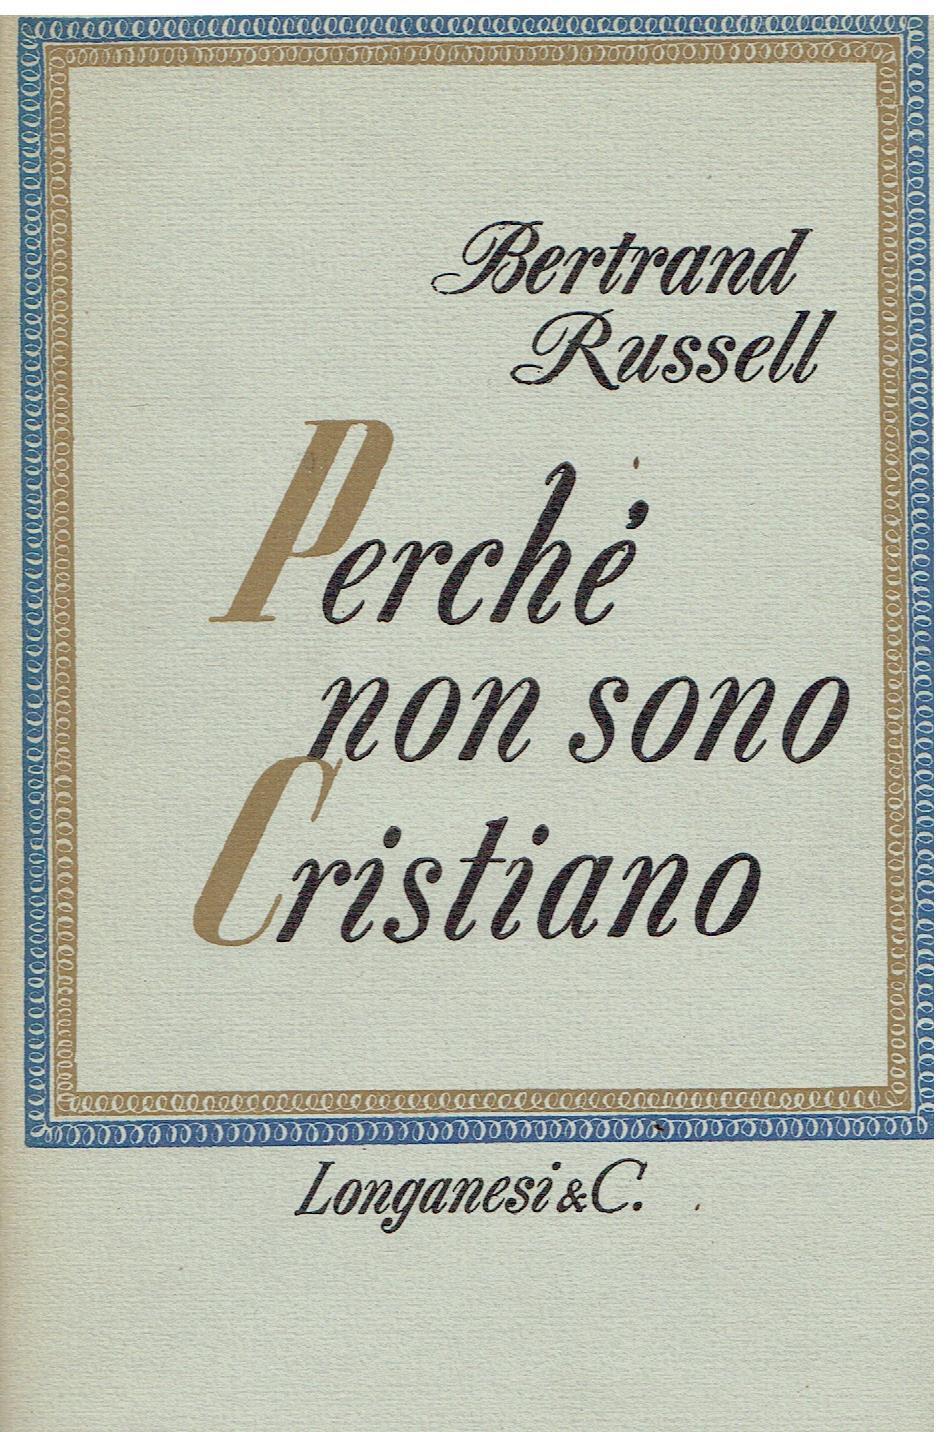 Bertrand
Russell
Perché
non sono
Cristiano
Longanesi & C.